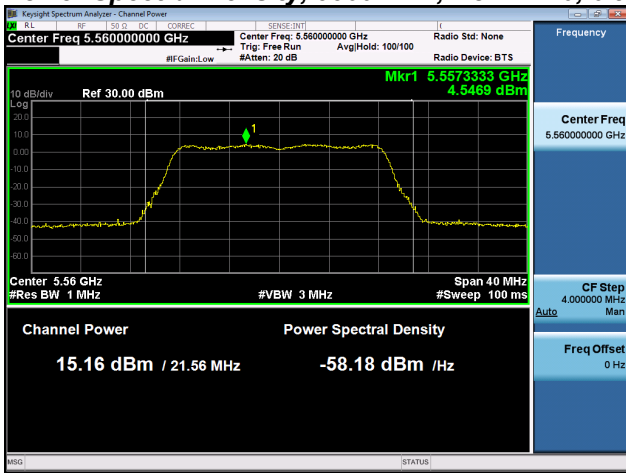 Keysight Spectrum Analyzer - Channel Power
RL RF 50 Ω DC CORREC SENSE:INT
Center Freq 5.560000000 GHz
Center Freq: 5.560000000 GHz
Radio Std: None
Trig: Free Run
Avg|Hold: 100/100
#IFGain:Low
#Atten: 20 dB
Radio Device: BTS
Mkr1 5.5573333 GHz
4.5469 dBm
10 dB/div
Ref 30.00 dBm
Log
20.0
10.0
0.00
-10.0
-20.0
-30.0
-40.0
-50.0
-60.0
1
Center 5.56 GHz
Span 40 MHz
#Res BW 1 MHz
#VBW 3 MHz
#Sweep 100 ms
Channel Power
Power Spectral Density
15.16 dBm / 21.56 MHz
-58.18 dBm /Hz
Frequency
Center Freq
5.560000000 GHz
CF Step
4.000000 MHz
Auto Man
Freq Offset
0 Hz
MSG
STATUS